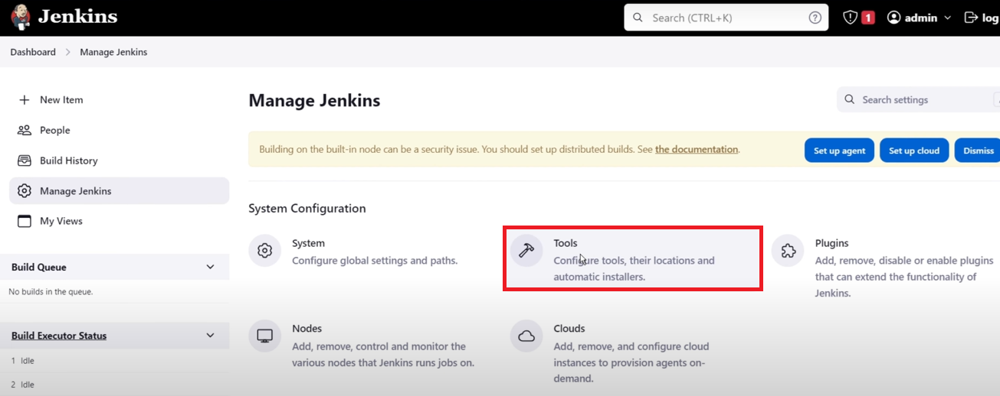 Jenkins
Search (CTRL+K)
1
admin
log
Dashboard > Manage Jenkins
New Item
People
Build History
Manage Jenkins
My Views
Build Queue
No builds in the queue.
Build Executor Status
1 Idle
2 Idle
Manage Jenkins
Search settings
Building on the built-in node can be a security issue. You should set up distributed builds. See the documentation.
Set up agent
Set up cloud
Dismiss
System Configuration
System
Configure global settings and paths.
Tools
Configure tools, their locations and
automatic installers.
Plugins
Add, remove, disable or enable plugins
that can extend the functionality of
Jenkins.
Nodes
Add, remove, control and monitor the
various nodes that Jenkins runs jobs on.
Clouds
Add, remove, and configure cloud
instances to provision agents on-
demand.